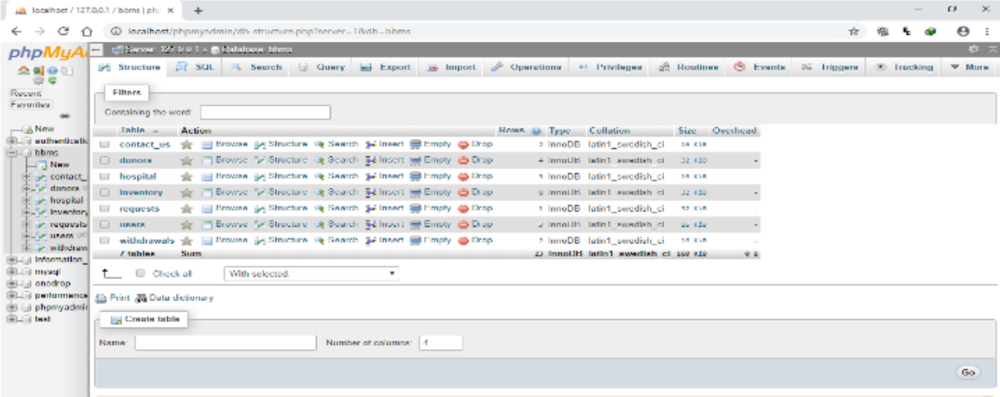 localhost / 127.0.0.1 / bbms | ph
localhost/phpmyadmin/db_structure.php?server=1&db=bbms
phpMyA
Server: 127.0.0.1 » Database: bbms
Structure SQL Search Query Export Import Operations Privileges Routines Events Triggers Tracking More
Recent
Favorites
New
authenticatio
bbms
New
contact_
donors
hospital
inventory
requests
users
withdraw
information_
mysql
onedrop
performance
phpmyadmin
test
Filters
Containing the word:
Table Action Rows Type Collation Size Overhead
contact_us Browse Structure Search Insert Empty Drop 2 InnoDB latin1_swedish_ci 16 KiB -
donors Browse Structure Search Insert Empty Drop 4 InnoDB latin1_swedish_ci 32 KiB -
hospital Browse Structure Search Insert Empty Drop InnoDB latin1_swedish_ci 16 KiB -
inventory Browse Structure Search Insert Empty Drop InnoDB latin1_swedish_ci 32 KiB -
requests Browse Structure Search Insert Empty Drop InnoDB latin1_swedish_ci 32 KiB -
users Browse Structure Search Insert Empty Drop InnoDB latin1_swedish_ci KiB -
withdrawals Browse Structure Search Insert Empty Drop 2 InnoDB latin1_swedish_ci 16 KiB -
7 tables Sum 23 InnoDB latin1_swedish_ci 160 KiB 0 B
Check all With selected:
Print Data dictionary
Create table
Name: Number of columns: 4
Go